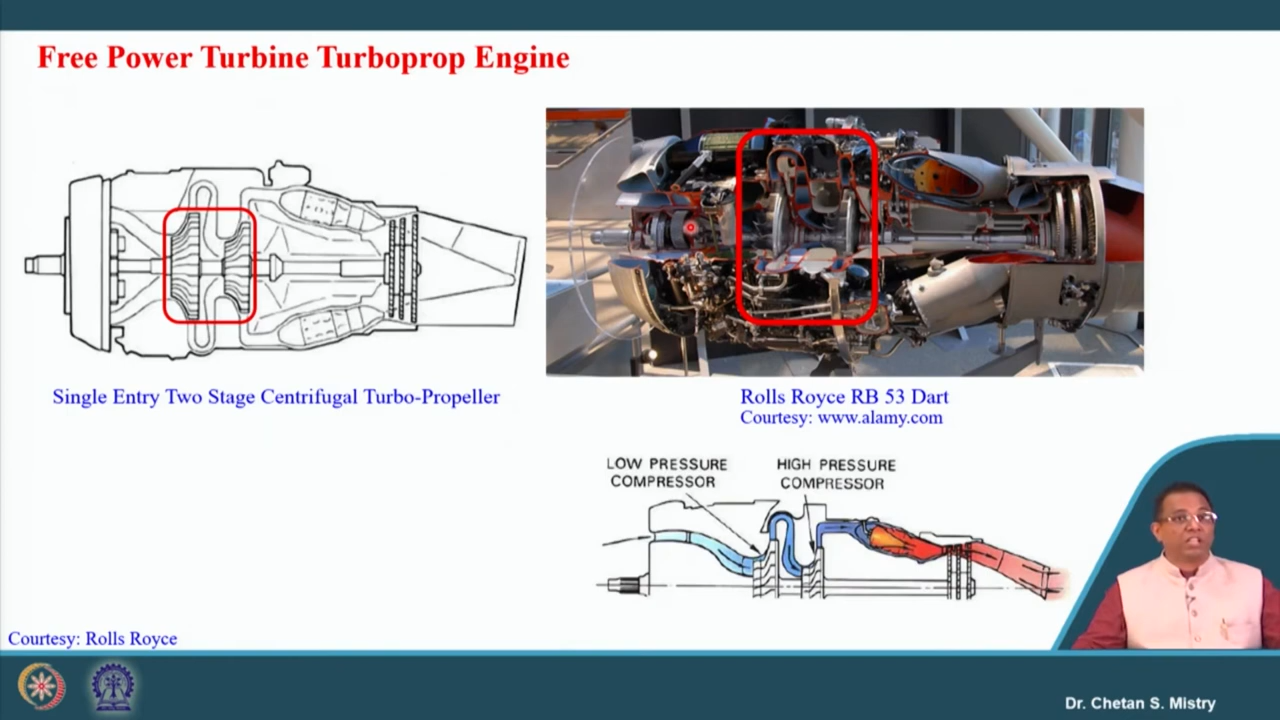 Free Power Turbine Turboprop Engine
Single Entry Two Stage Centrifugal Turbo-Propeller
Rolls Royce RB 53 Dart
Courtesy: www.alamy.com
LOW PRESSURE
COMPRESSOR
HIGH PRESSURE
COMPRESSOR
Courtesy: Rolls Royce
Dr. Chetan S. Mistry